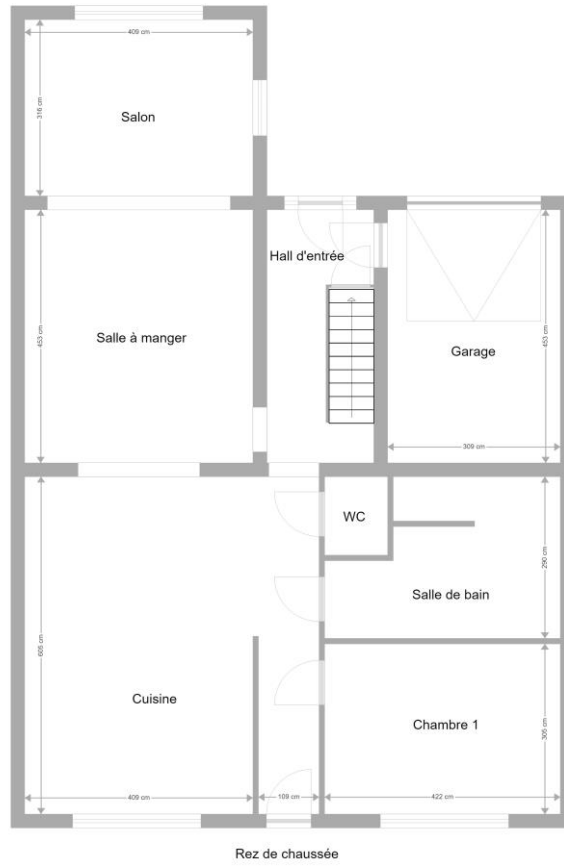 409 cm
316 cm
Salon
Hall d'entrée
453 cm
Salle à manger
Garage
453 cm
309 cm
WC
290 cm
Salle de bain
605 cm
Cuisine
Chambre 1
305 cm
409 cm
109 cm
422 cm
Rez de chaussée